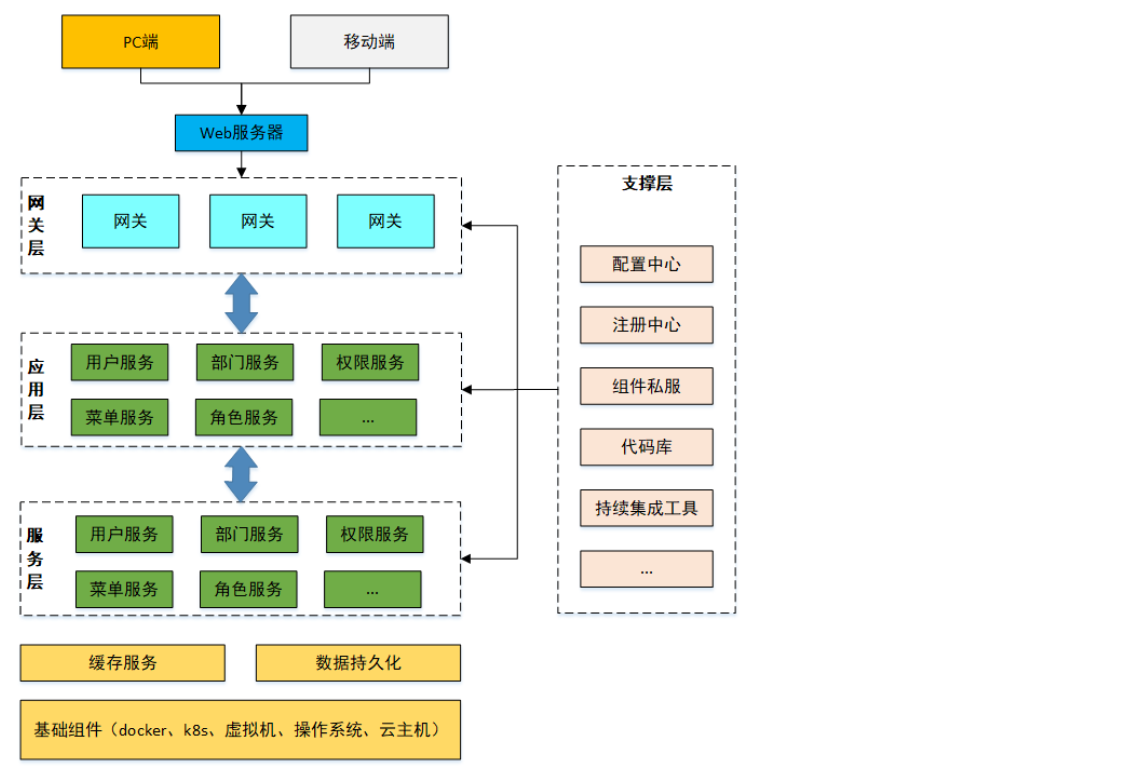 PC端
移动端
Web服务器
网关层
网关
网关
网关
应用层
用户服务
部门服务
权限服务
菜单服务
角色服务
...
服务层
用户服务
部门服务
权限服务
菜单服务
角色服务
...
缓存服务
数据持久化
基础组件（docker、k8s、虚拟机、操作系统、云主机）
支撑层
配置中心
注册中心
组件私服
代码库
持续集成工具
...